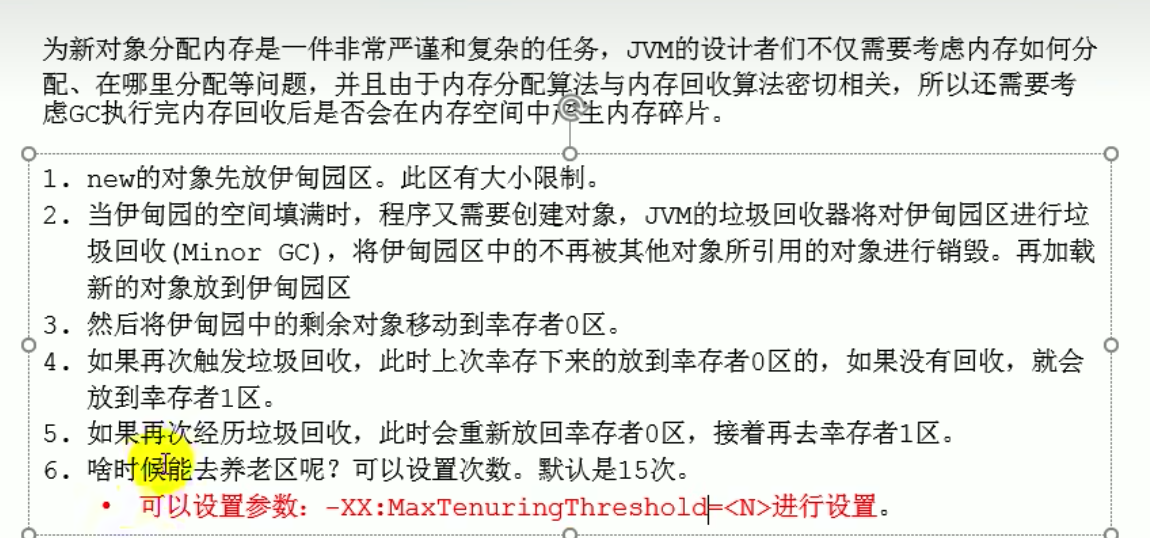 为新对象分配内存是一件非常严谨和复杂的任务，JVM的设计者们不仅需要考虑内存如何分
配、在哪里分配等问题，并且由于内存分配算法与内存回收算法密切相关，所以还需要考
虑GC执行完内存回收后是否会在内存空间中产生内存碎片。
1. new的对象先放伊甸园区。此区有大小限制。
2. 当伊甸园的空间填满时，程序又需要创建对象，JVM的垃圾回收器将对伊甸园区进行垃
圾回收(Minor GC)，将伊甸园区中的不再被其他对象所引用的对象进行销毁。再加载
新的对象放到伊甸园区
3. 然后将伊甸园中的剩余对象移动到幸存者0区。
4. 如果再次触发垃圾回收，此时上次幸存下来的放到幸存者0区的，如果没有回收，就会
放到幸存者1区。
5. 如果再次经历垃圾回收，此时会重新放回幸存者0区，接着再去幸存者1区。
6. 啥时候能去养老区呢？可以设置次数。默认是15次。
• 可以设置参数：-XX:MaxTenuringThreshold=<N>进行设置。